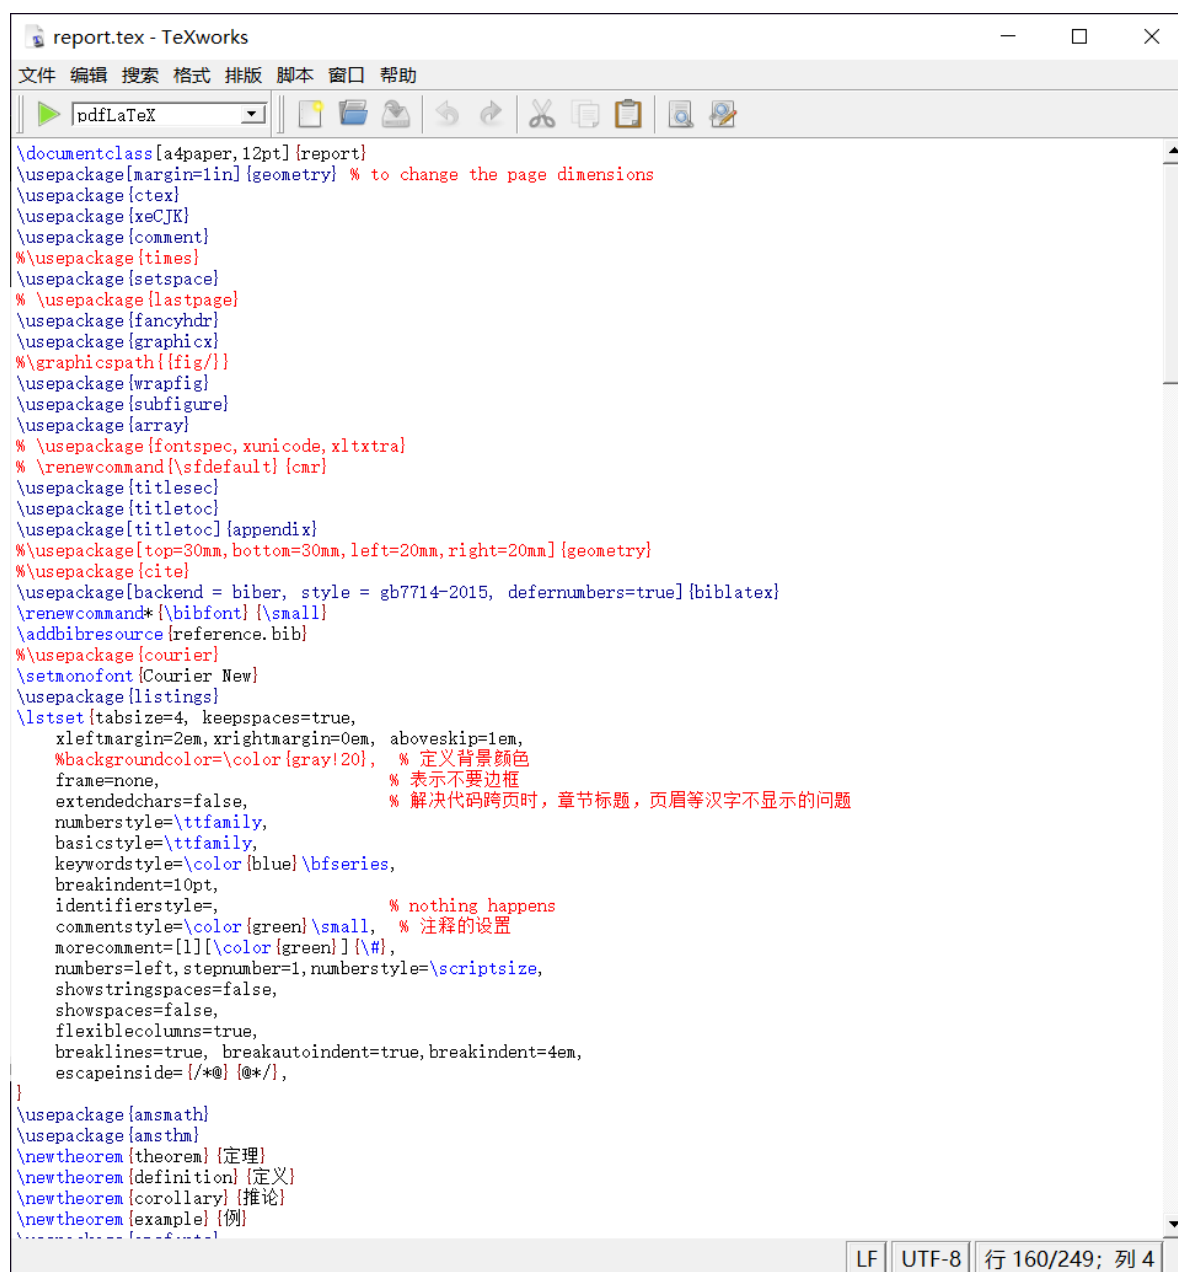 report.tex - TeXworks
文件 编辑 搜索 格式 排版 脚本 窗口 帮助
pdfLaTeX
\documentclass[a4paper,12pt]{report}
\usepackage[margin=1in]{geometry} % to change the page dimensions
\usepackage{ctex}
\usepackage{xeCJK}
\usepackage{comment}
%\usepackage{times}
\usepackage{setspace}
% \usepackage{lastpage}
\usepackage{fancyhdr}
\usepackage{graphicx}
%\graphicspath{{fig/}}
\usepackage{wrapfig}
\usepackage{subfigure}
\usepackage{array}
% \usepackage{fontspec,xunicode,xltxtra}
% \renewcommand{\sfdefault}{cmr}
\usepackage{titlesec}
\usepackage{titletoc}
\usepackage[titletoc]{appendix}
%\usepackage[top=30mm,bottom=30mm,left=20mm,right=20mm]{geometry}
%\usepackage{cite}
\usepackage[backend = biber, style = gb7714-2015, defernumbers=true]{biblatex}
\renewcommand*{\bibfont}{\small}
\addbibresource{reference.bib}
%\usepackage{courier}
\setmonofont{Courier New}
\usepackage{listings}
\lstset{tabsize=4, keepspaces=true,
    xleftmargin=2em,xrightmargin=0em, aboveskip=1em,
    %backgroundcolor=\color{gray!20},  % 定义背景颜色
    frame=none,                       % 表示不要边框
    extendedchars=false,              % 解决代码跨页时，章节标题，页眉等汉字不显示的问题
    numberstyle=\ttfamily,
    basicstyle=\ttfamily,
    keywordstyle=\color{blue}\bfseries,
    breakindent=10pt,
    identifierstyle=,                 % nothing happens
    commentstyle=\color{green}\small,  % 注释的设置
    morecomment=[l][\color{green}]{\#},
    numbers=left,stepnumber=1,numberstyle=\scriptsize,
    showstringspaces=false,
    showspaces=false,
    flexiblecolumns=true,
    breaklines=true, breakautoindent=true,breakindent=4em,
    escapeinside={/*@}{@*/},
}
\usepackage{amsmath}
\usepackage{amsthm}
\newtheorem{theorem}{定理}
\newtheorem{definition}{定义}
\newtheorem{corollary}{推论}
\newtheorem{example}{例}
LF UTF-8 行 160/249; 列 4